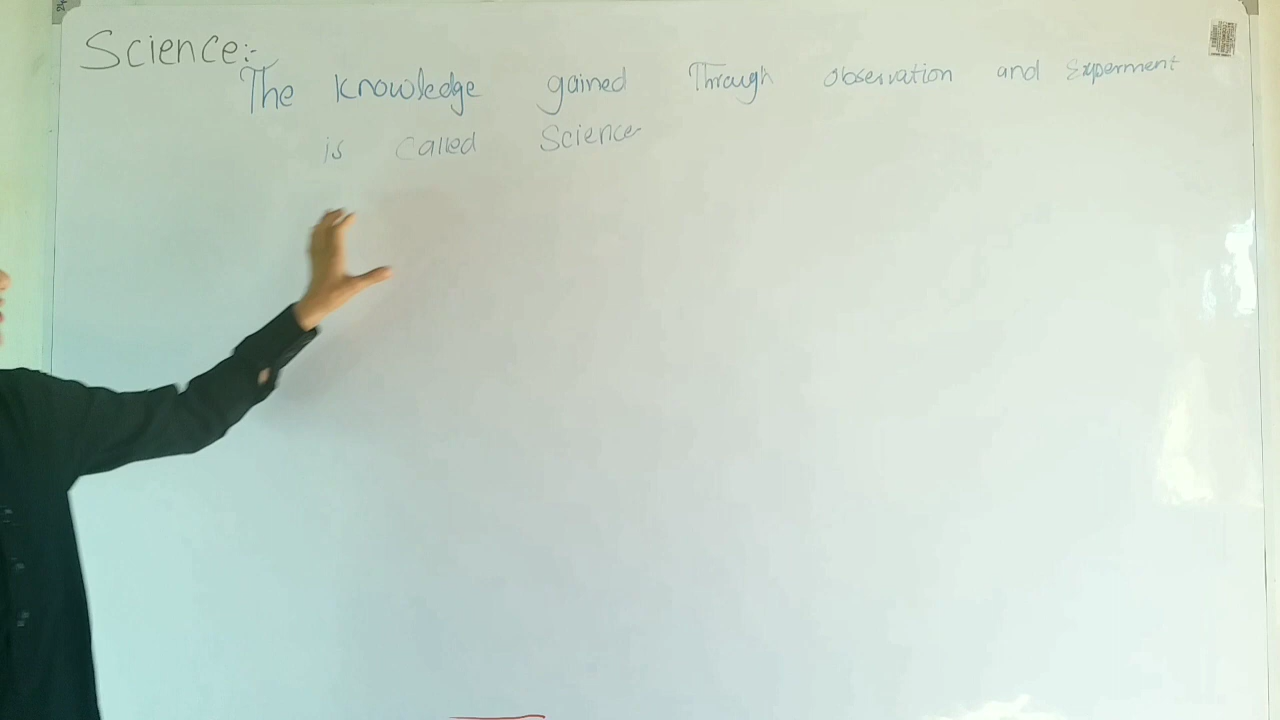 Science:-
The knowledge gained Through observation and Experment
is called Science